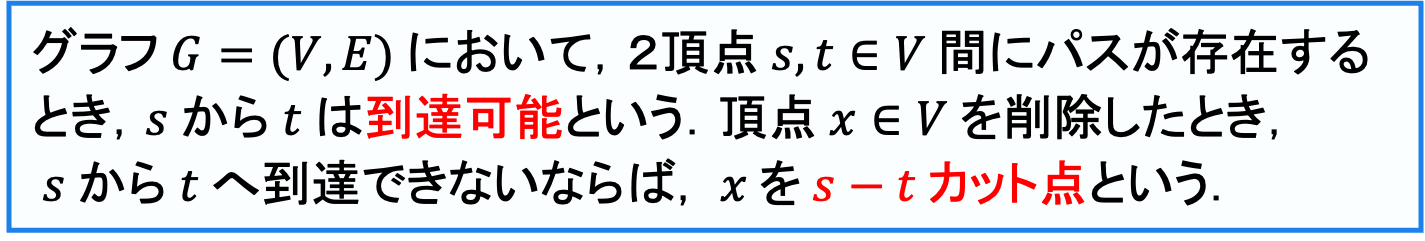 グラフ G = (V, E) において,２頂点 s, t ∈ V 間にパスが存在する
とき,s から t は到達可能という.頂点 x ∈ V を削除したとき,
s から t へ到達できないならば,x を s − t カット点という.